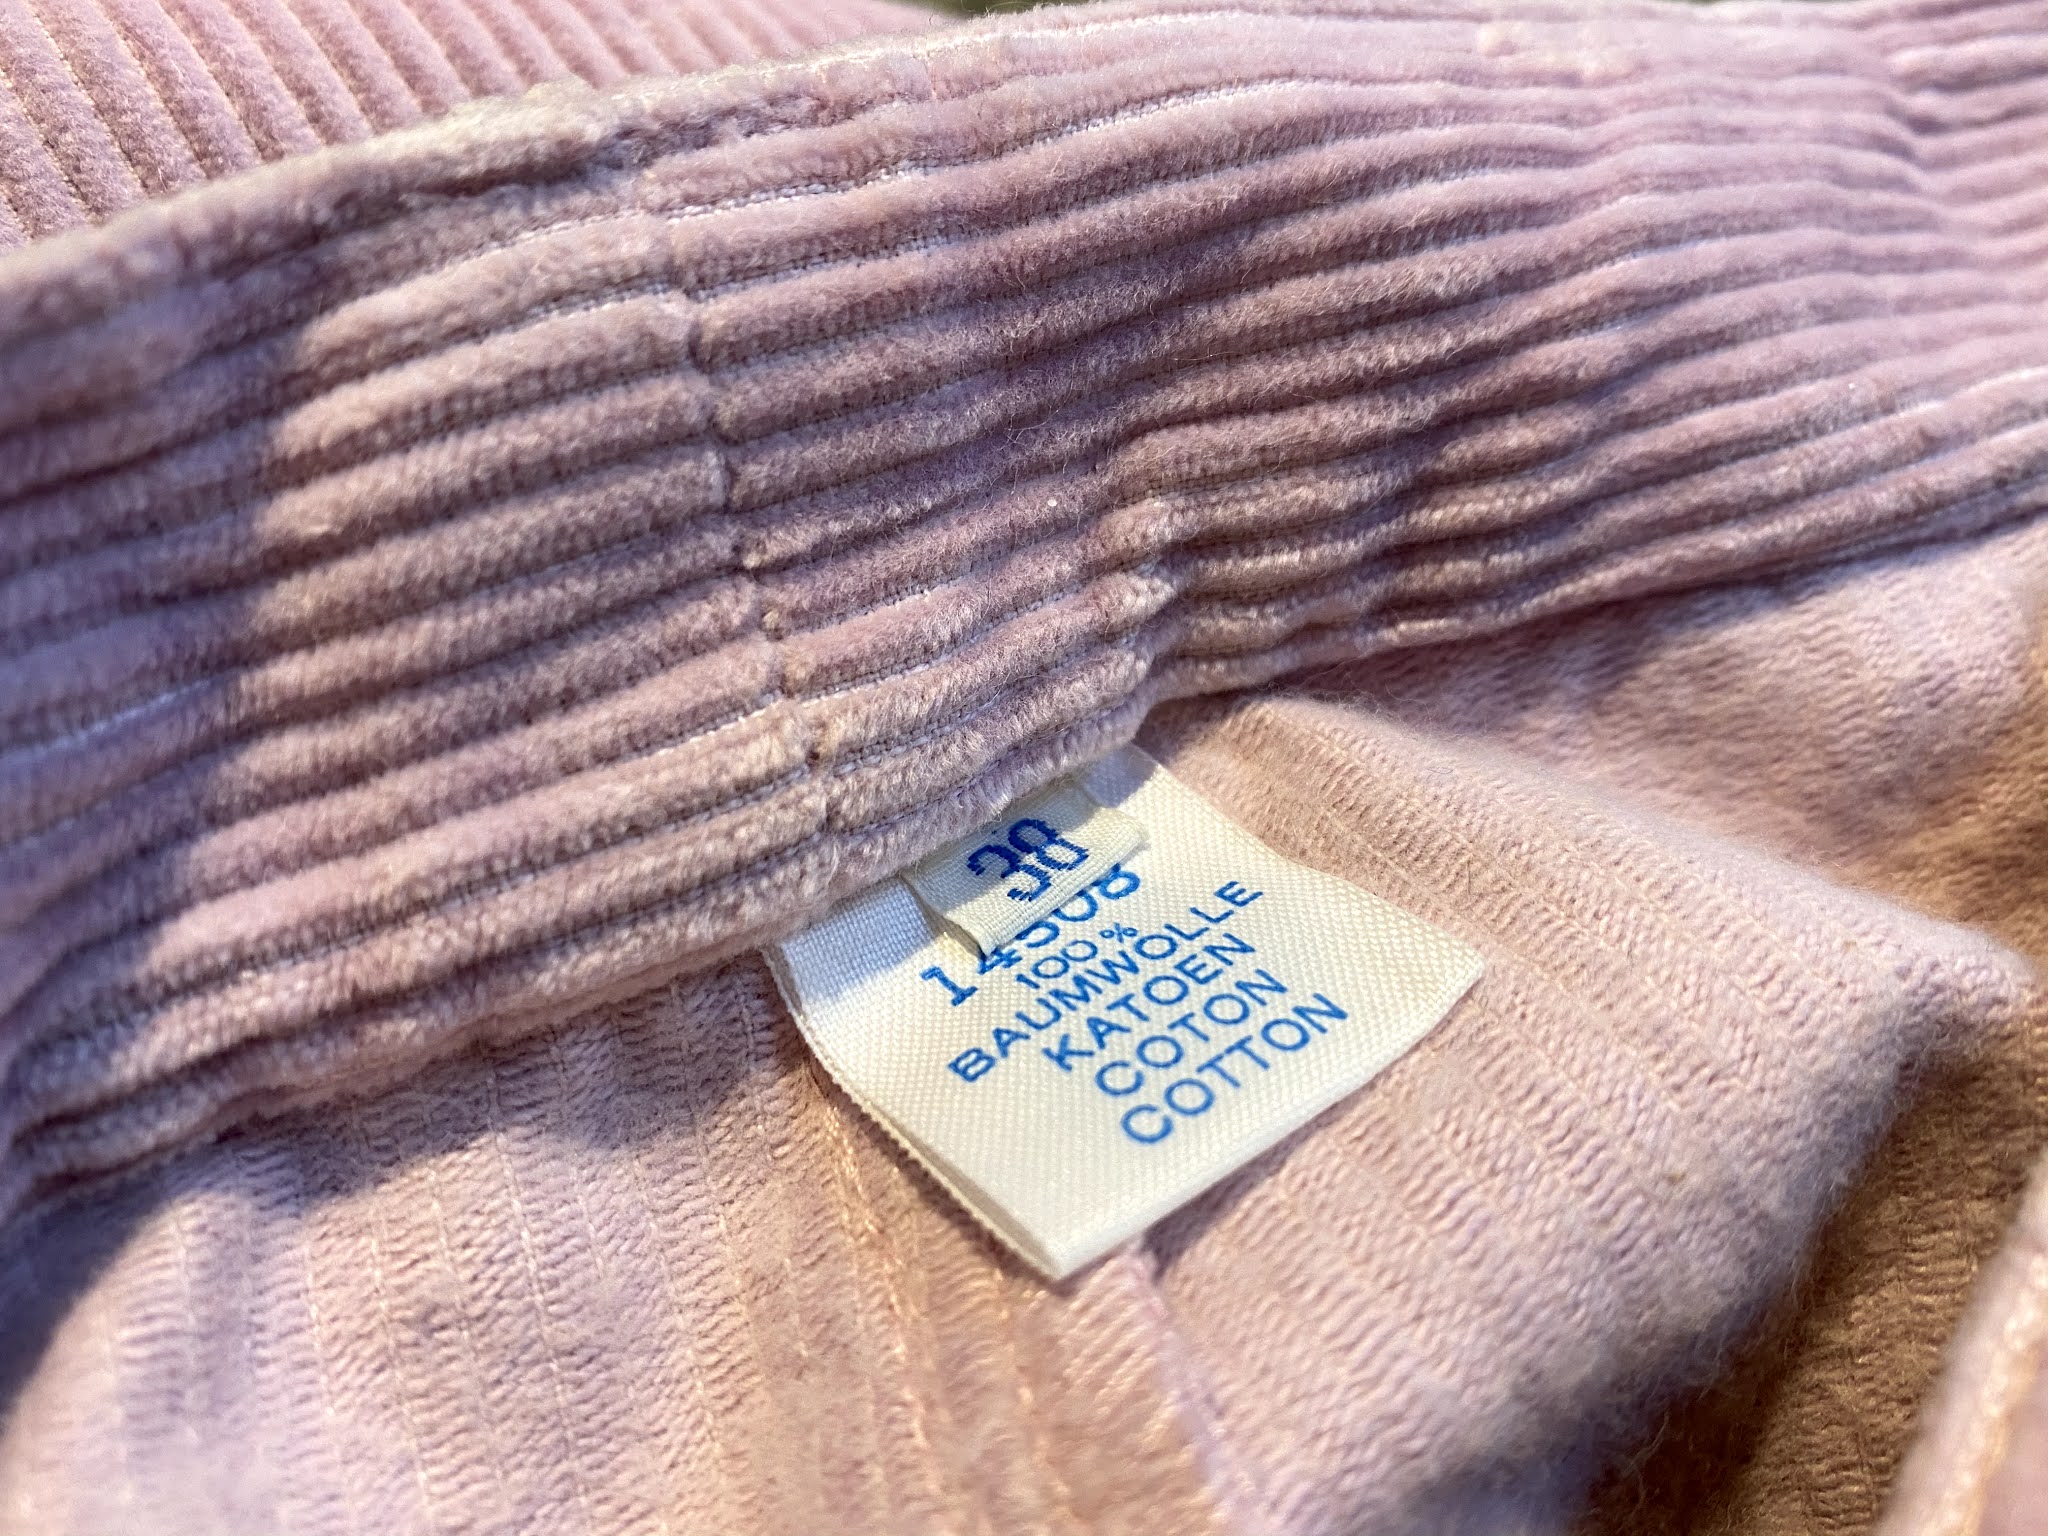 38
14508
100%
BAUMWOLLE
KATOEN
COTON
COTTON